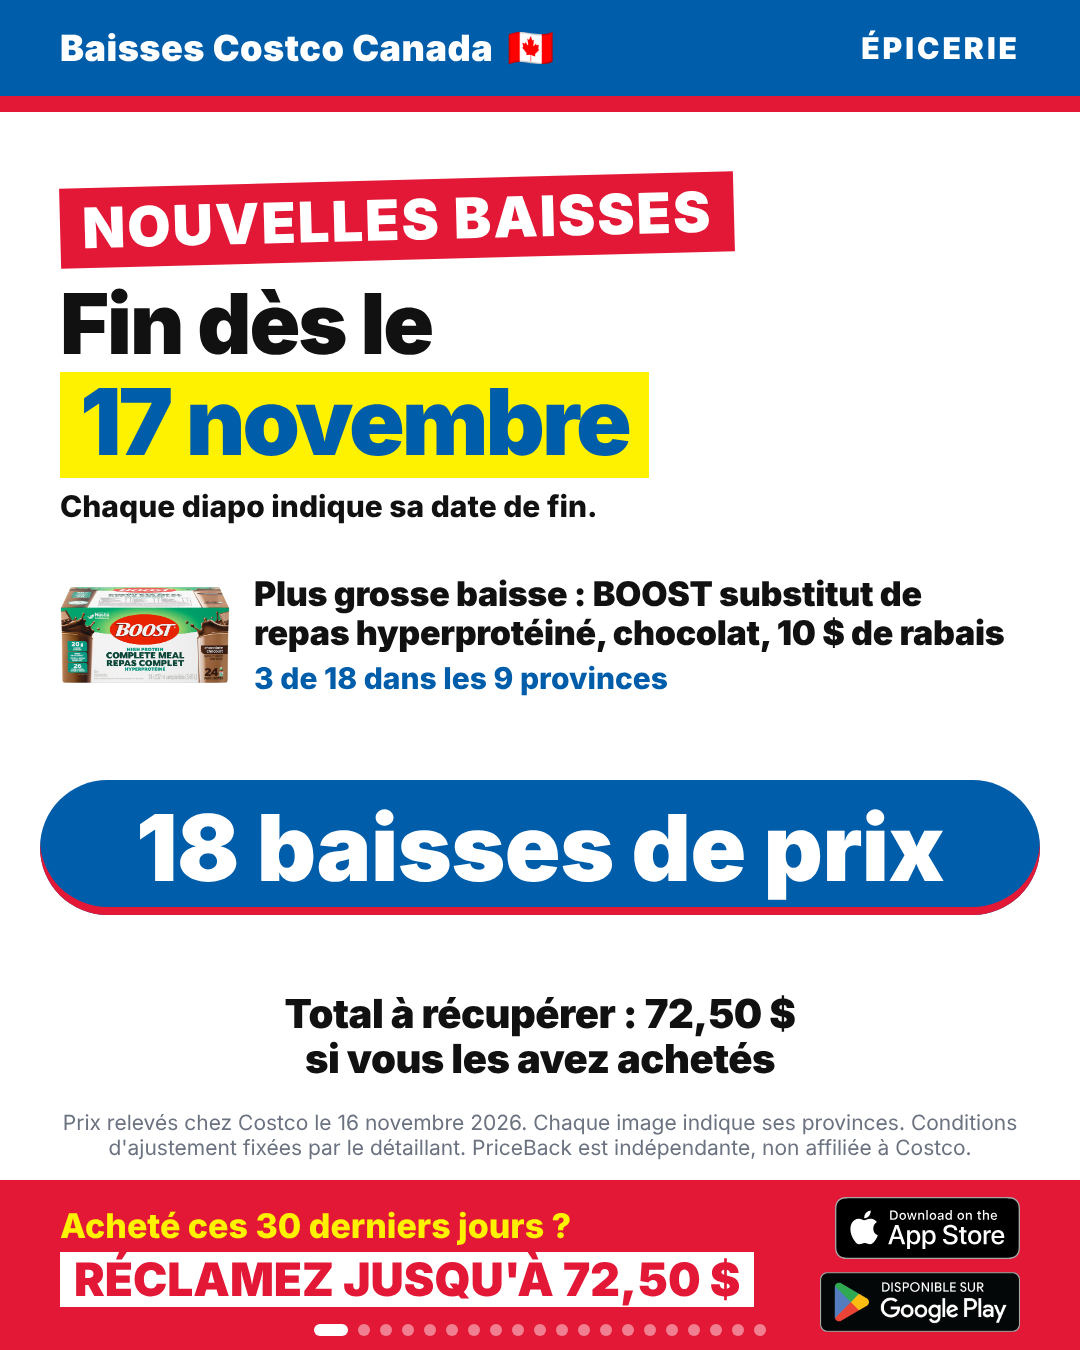 Baisses Costco Canada 🇨🇦
ÉPICERIE
NOUVELLES BAISSES
Fin dès le
17 novembre
Chaque diapo indique sa date de fin.
BOOST
HIGH PROTEIN
COMPLETE MEAL
REPAS COMPLET
HYPERPROTÉINÉ
24
Plus grosse baisse : BOOST substitut de
repas hyperprotéiné, chocolat, 10 $ de rabais
3 de 18 dans les 9 provinces
18 baisses de prix
Total à récupérer : 72,50 $
si vous les avez achetés
Prix relevés chez Costco le 16 novembre 2026. Chaque image indique ses provinces. Conditions
d'ajustement fixées par le détaillant. PriceBack est indépendante, non affiliée à Costco.
Acheté ces 30 derniers jours ?
RÉCLAMEZ JUSQU'À 72,50 $
Download on the
App Store
DISPONIBLE SUR
Google Play